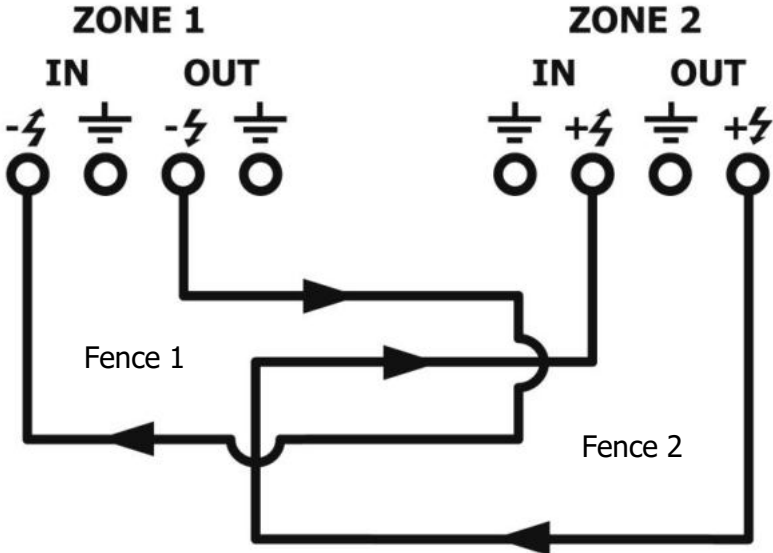 ZONE 1 ZONE 2
IN OUT IN OUT
- - + +
Fence 1
Fence 2